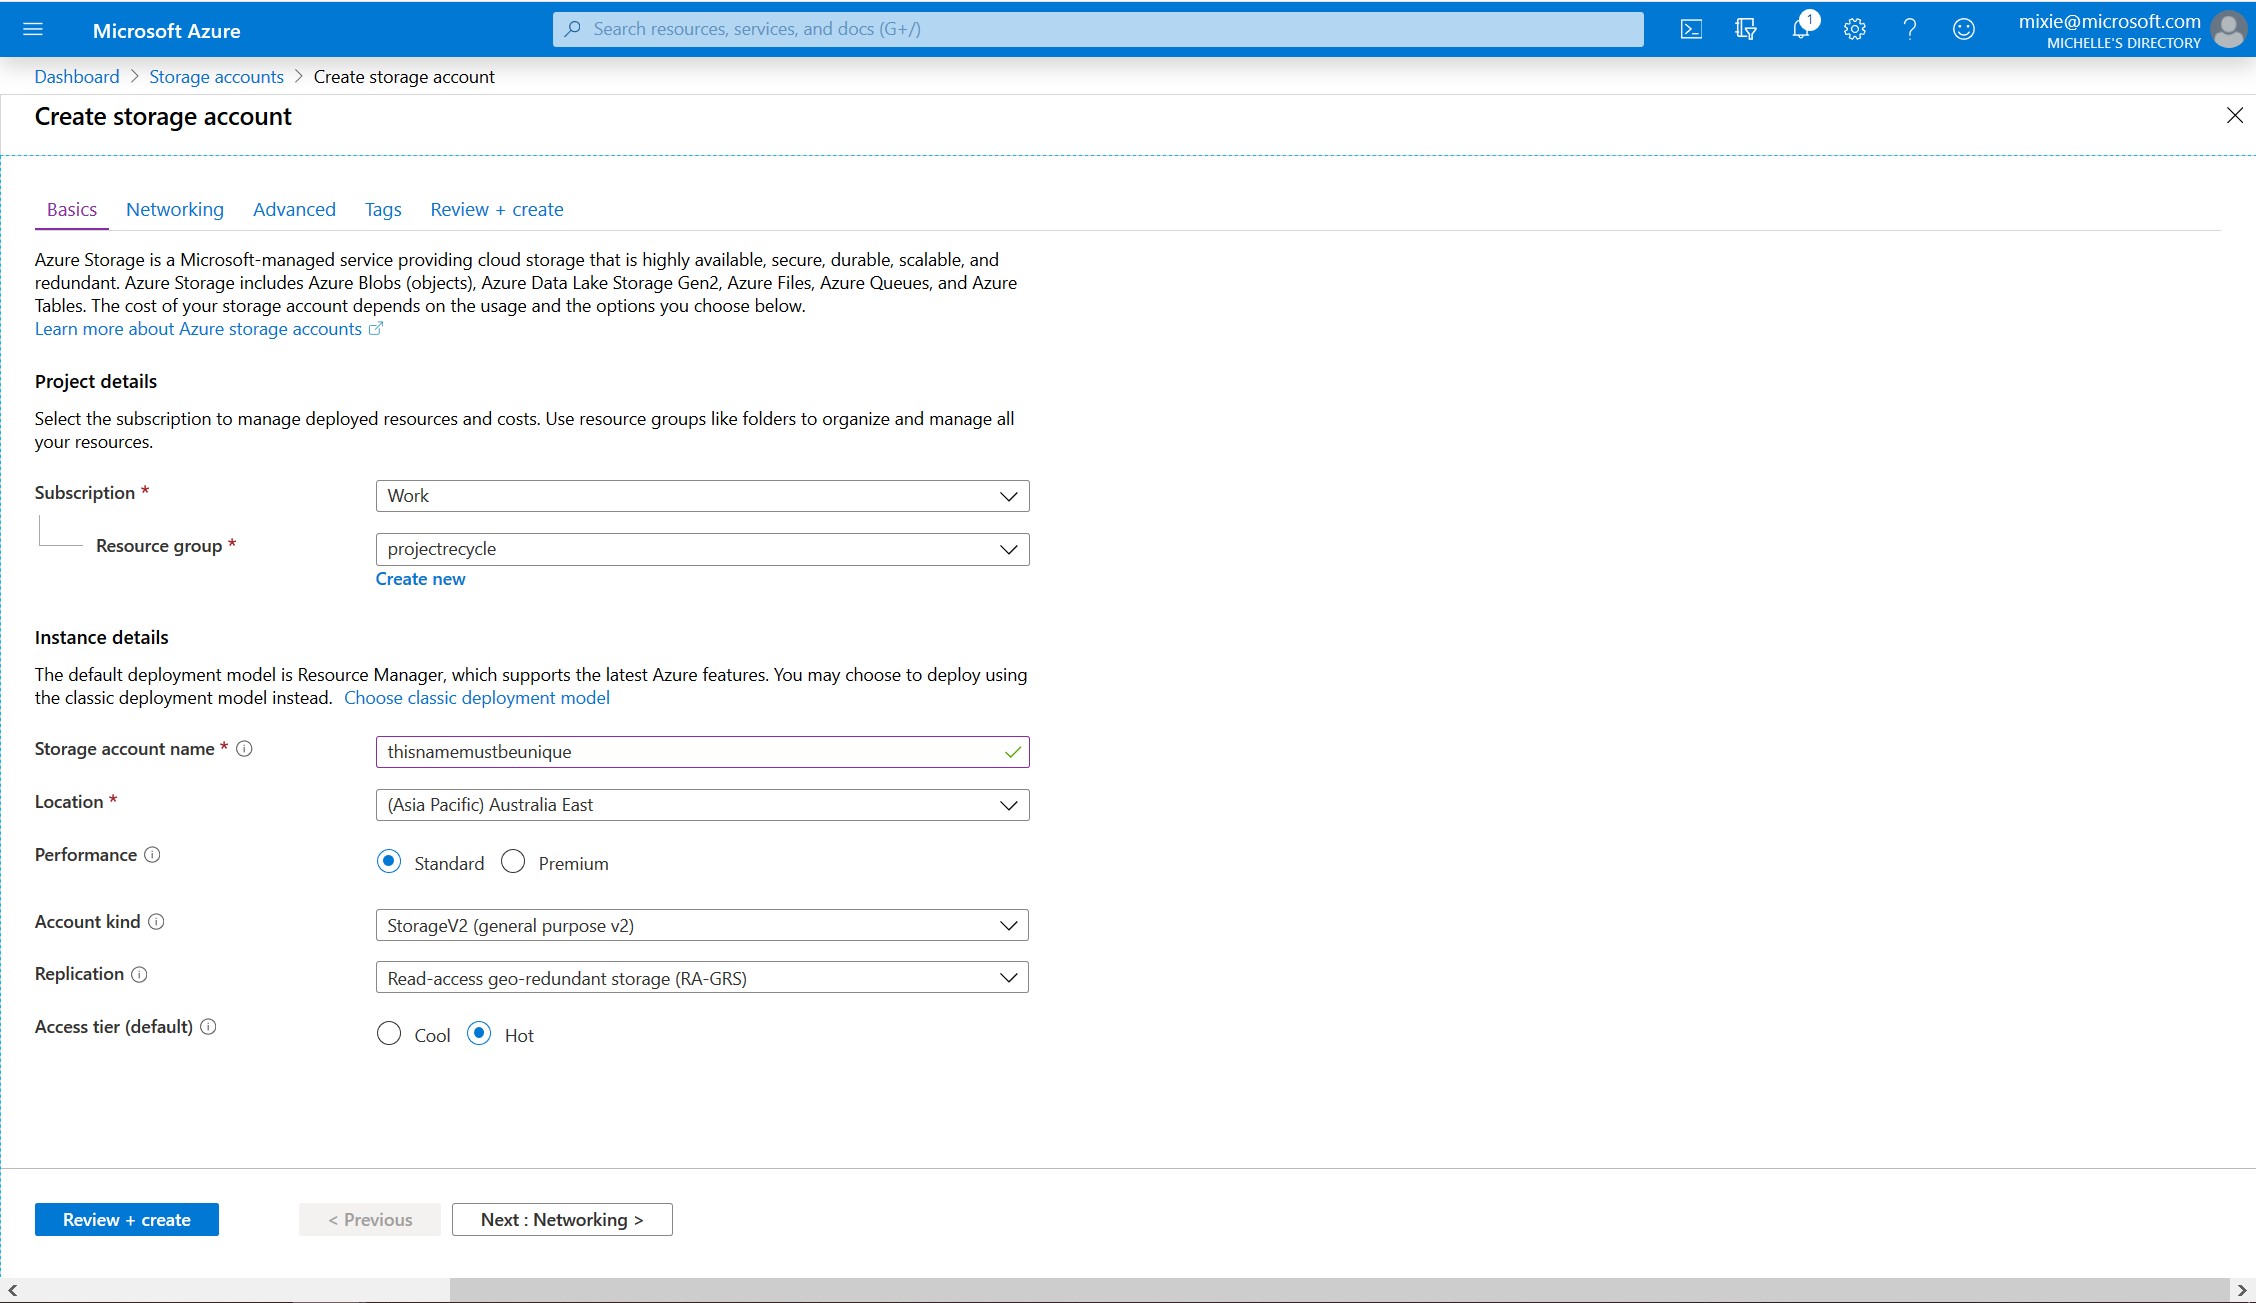 Microsoft Azure
Search resources, services, and docs (G+/)
1
mixie@microsoft.com
MICHELLE'S DIRECTORY
Dashboard > Storage accounts > Create storage account
Create storage account
Basics Networking Advanced Tags Review + create
Azure Storage is a Microsoft-managed service providing cloud storage that is highly available, secure, durable, scalable, and
redundant. Azure Storage includes Azure Blobs (objects), Azure Data Lake Storage Gen2, Azure Files, Azure Queues, and Azure
Tables. The cost of your storage account depends on the usage and the options you choose below.
Learn more about Azure storage accounts
Project details
Select the subscription to manage deployed resources and costs. Use resource groups like folders to organize and manage all
your resources.
Subscription * Work
Resource group * projectrecycle
Create new
Instance details
The default deployment model is Resource Manager, which supports the latest Azure features. You may choose to deploy using
the classic deployment model instead. Choose classic deployment model
Storage account name * thisnamemustbeunique
Location * (Asia Pacific) Australia East
Performance Standard Premium
Account kind StorageV2 (general purpose v2)
Replication Read-access geo-redundant storage (RA-GRS)
Access tier (default) Cool Hot
Review + create < Previous Next : Networking >